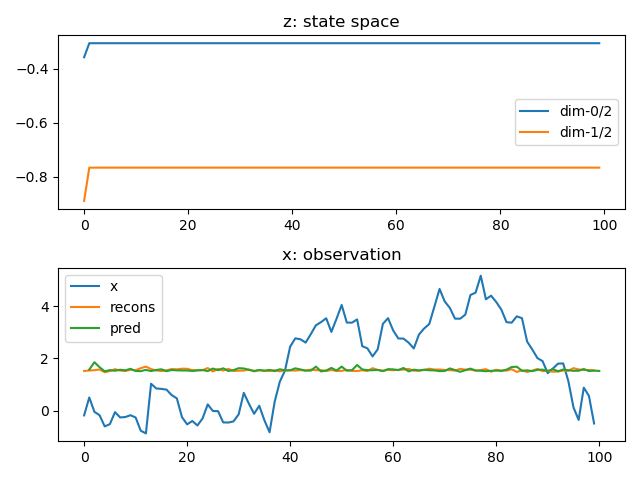 z: state space
−0.4
−0.6
−0.8
dim-0/2
dim-1/2
0 20 40 60 80 100
x: observation
4
2
0
x
recons
pred
0 20 40 60 80 100